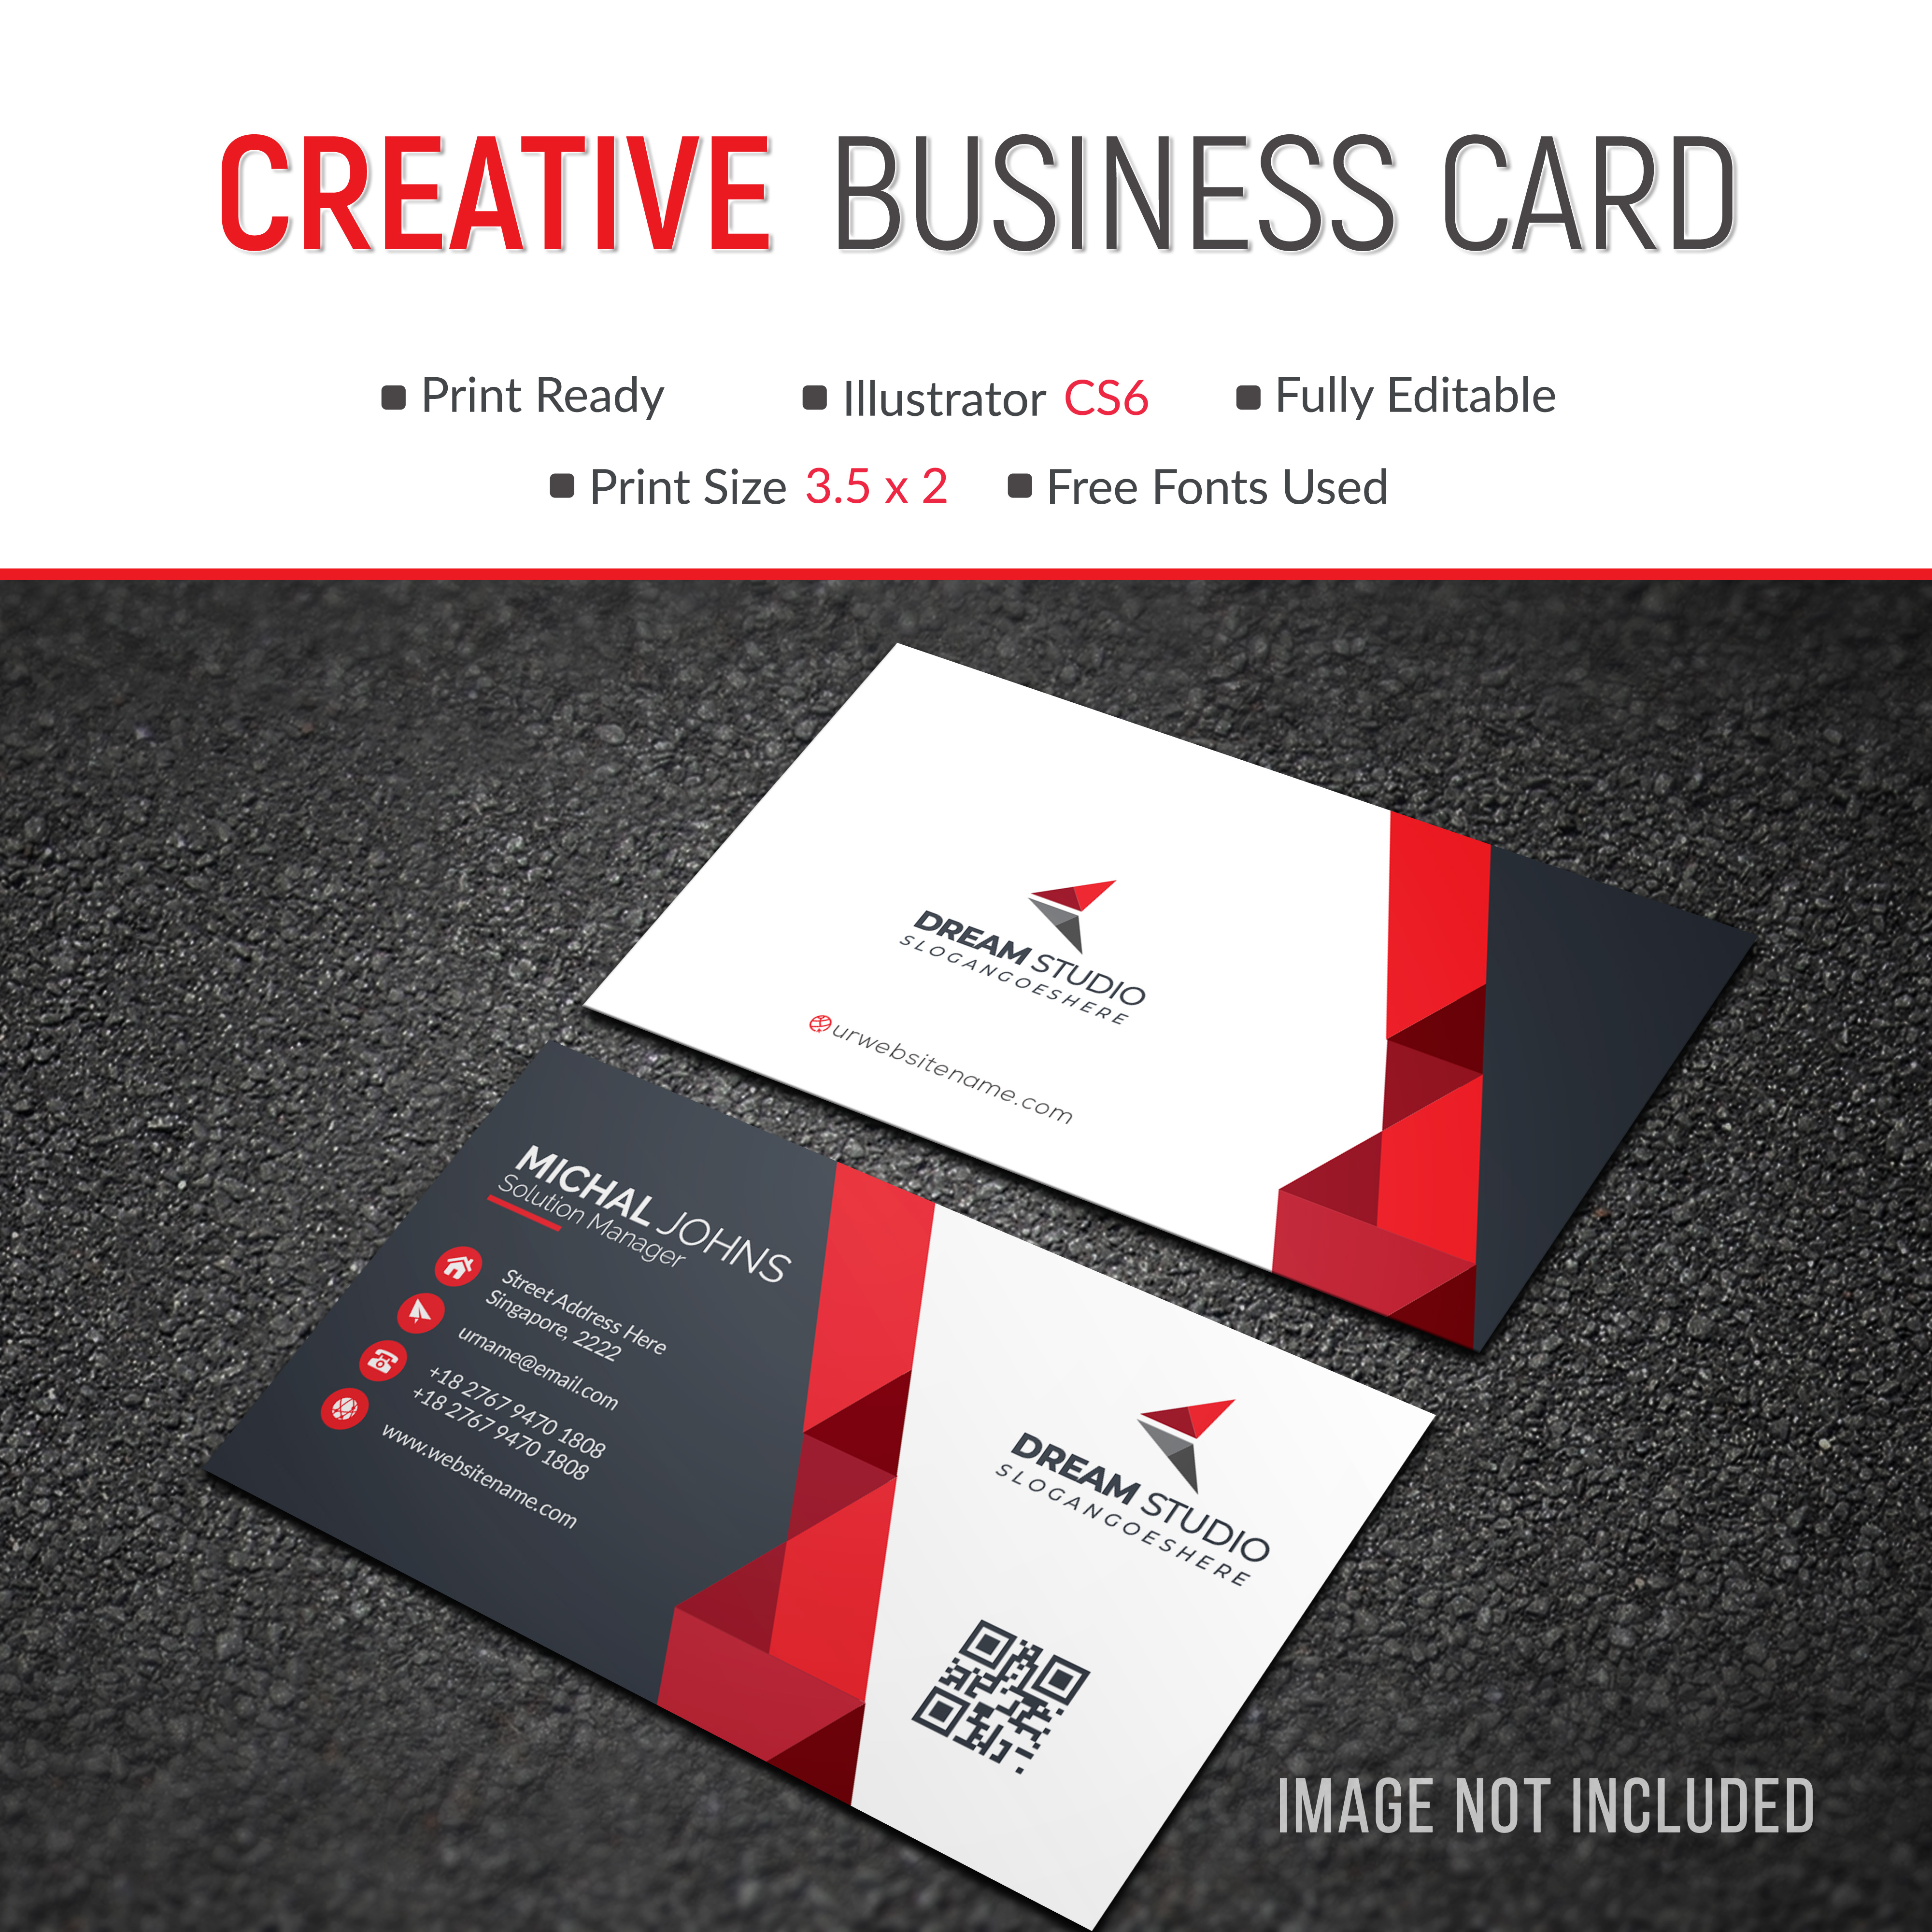 CREATIVE BUSINESS CARD
Print Ready
Illustrator CS6
Fully Editable
Print Size 3.5 x 2
Free Fonts Used
DREAM STUDIO
SLOGANGOESHERE
urwebsitename.com
MICHAL JOHNS
Solution Manager
Street Address Here
Singapore, 2222
urname@email.com
+18 2767 9470 1808
+18 2767 9470 1808
www.websitename.com
DREAM STUDIO
SLOGANGOESHERE
IMAGE NOT INCLUDED